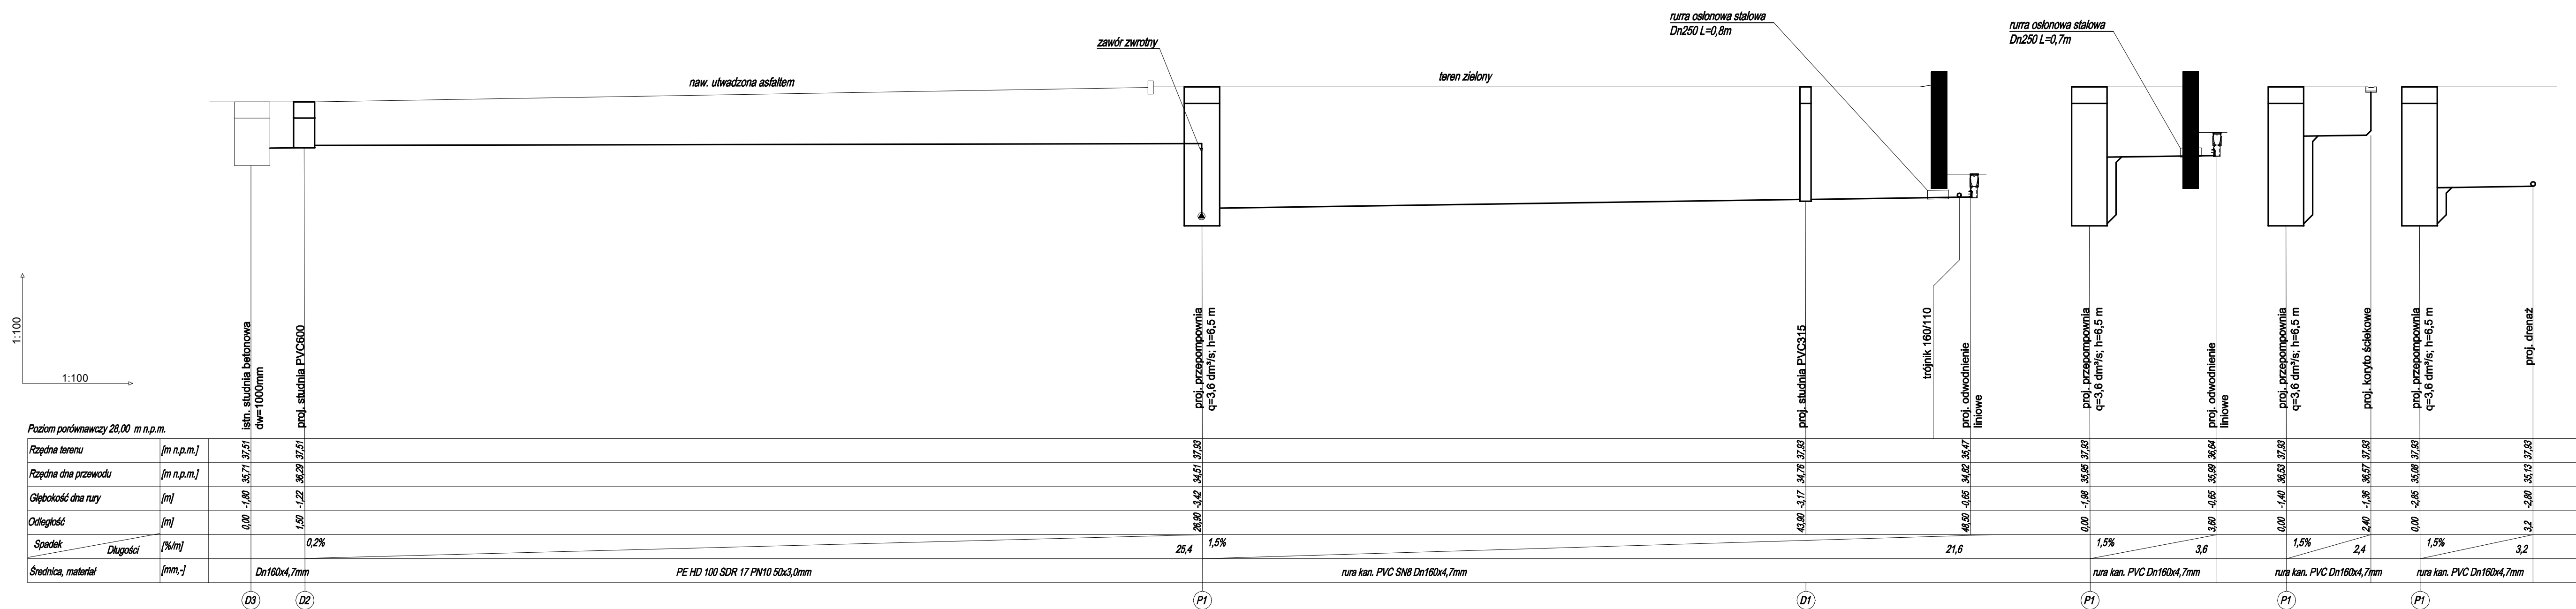 rurra osłonowa stalowa
Dn250 L=0,8m
rurra osłonowa stalowa
Dn250 L=0,7m
zawór zwrotny
naw. utwadzona asfaltem
teren zielony
1:100
1:100
istn. studnia betonowa
dw=1000mm
proj. studnia PVC600
proj. przepompownia
q=3,6 dm³/s; h=6,5 m
proj. studnia PVC315
trójnik 160/110
proj. odwodnienie
liniowe
proj. przepompownia
q=3,6 dm³/s; h=6,5 m
proj. odwodnienie
liniowe
proj. przepompownia
q=3,6 dm³/s; h=6,5 m
proj. koryto ściekowe
proj. przepompownia
q=3,6 dm³/s; h=6,5 m
proj. drenaż
Poziom porównawczy 28,00 m n.p.m.
Rzędna terenu [m n.p.m.] 37,51 37,51 37,93 37,93 35,47 37,93 36,64 37,93 37,93 37,93 37,93
Rzędna dna przewodu [m n.p.m.] 35,71 36,29 34,51 34,76 34,82 35,95 35,99 36,53 36,57 35,08 35,13
Głębokość dna rury [m] -1,80 -1,22 -3,42 -3,17 -0,65 -1,98 -0,65 -1,40 -1,36 -2,85 -2,80
Odległość [m] 0,00 1,50 26,90 43,90 48,50 0,00 3,60 0,00 2,40 0,00 3,2
Spadek Długości [%/m] 0,2% 25,4 1,5% 21,6 1,5% 3,6 1,5% 2,4 1,5% 3,2
Średnica, materiał [mm,-] Dn160x4,7mm PE HD 100 SDR 17 PN10 50x3,0mm rura kan. PVC SN8 Dn160x4,7mm rura kan. PVC Dn160x4,7mm rura kan. PVC Dn160x4,7mm rura kan. PVC Dn160x4,7mm
D3 D2 P1 D1 P1 P1 P1